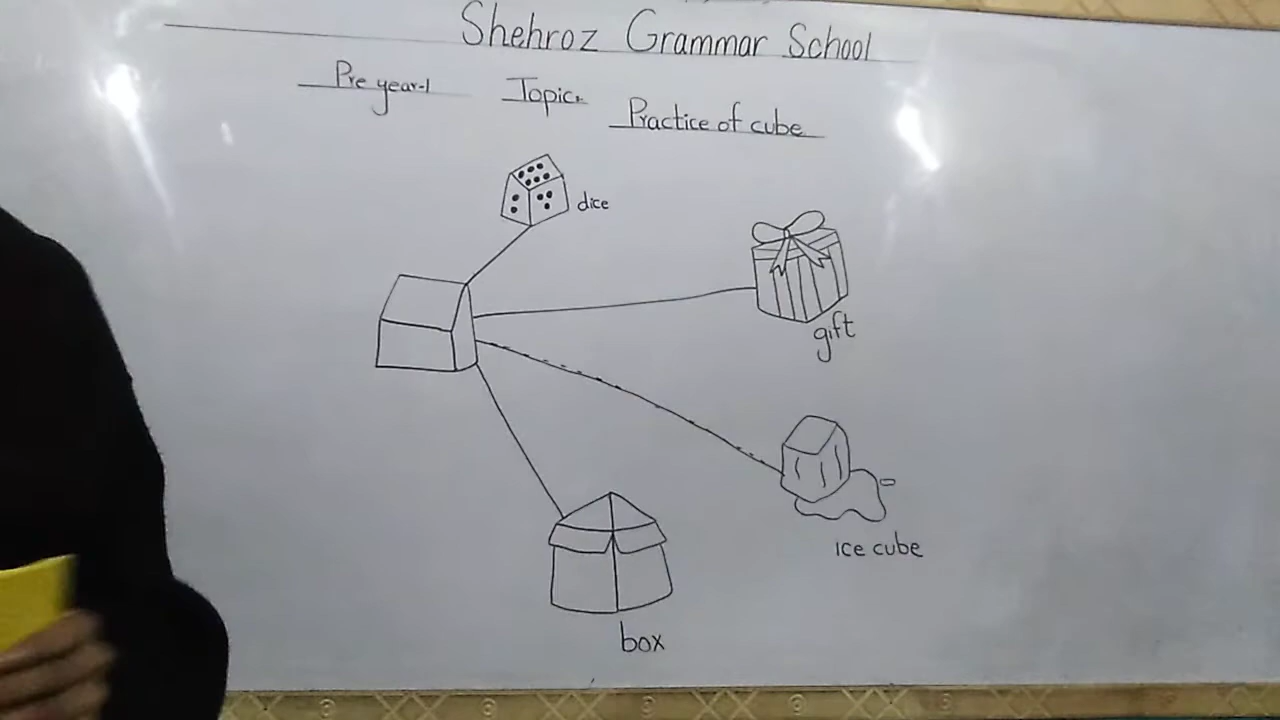 Shehroz Grammar School
Pre year-1 Topic:
Practice of cube
dice
gift
ice cube
box